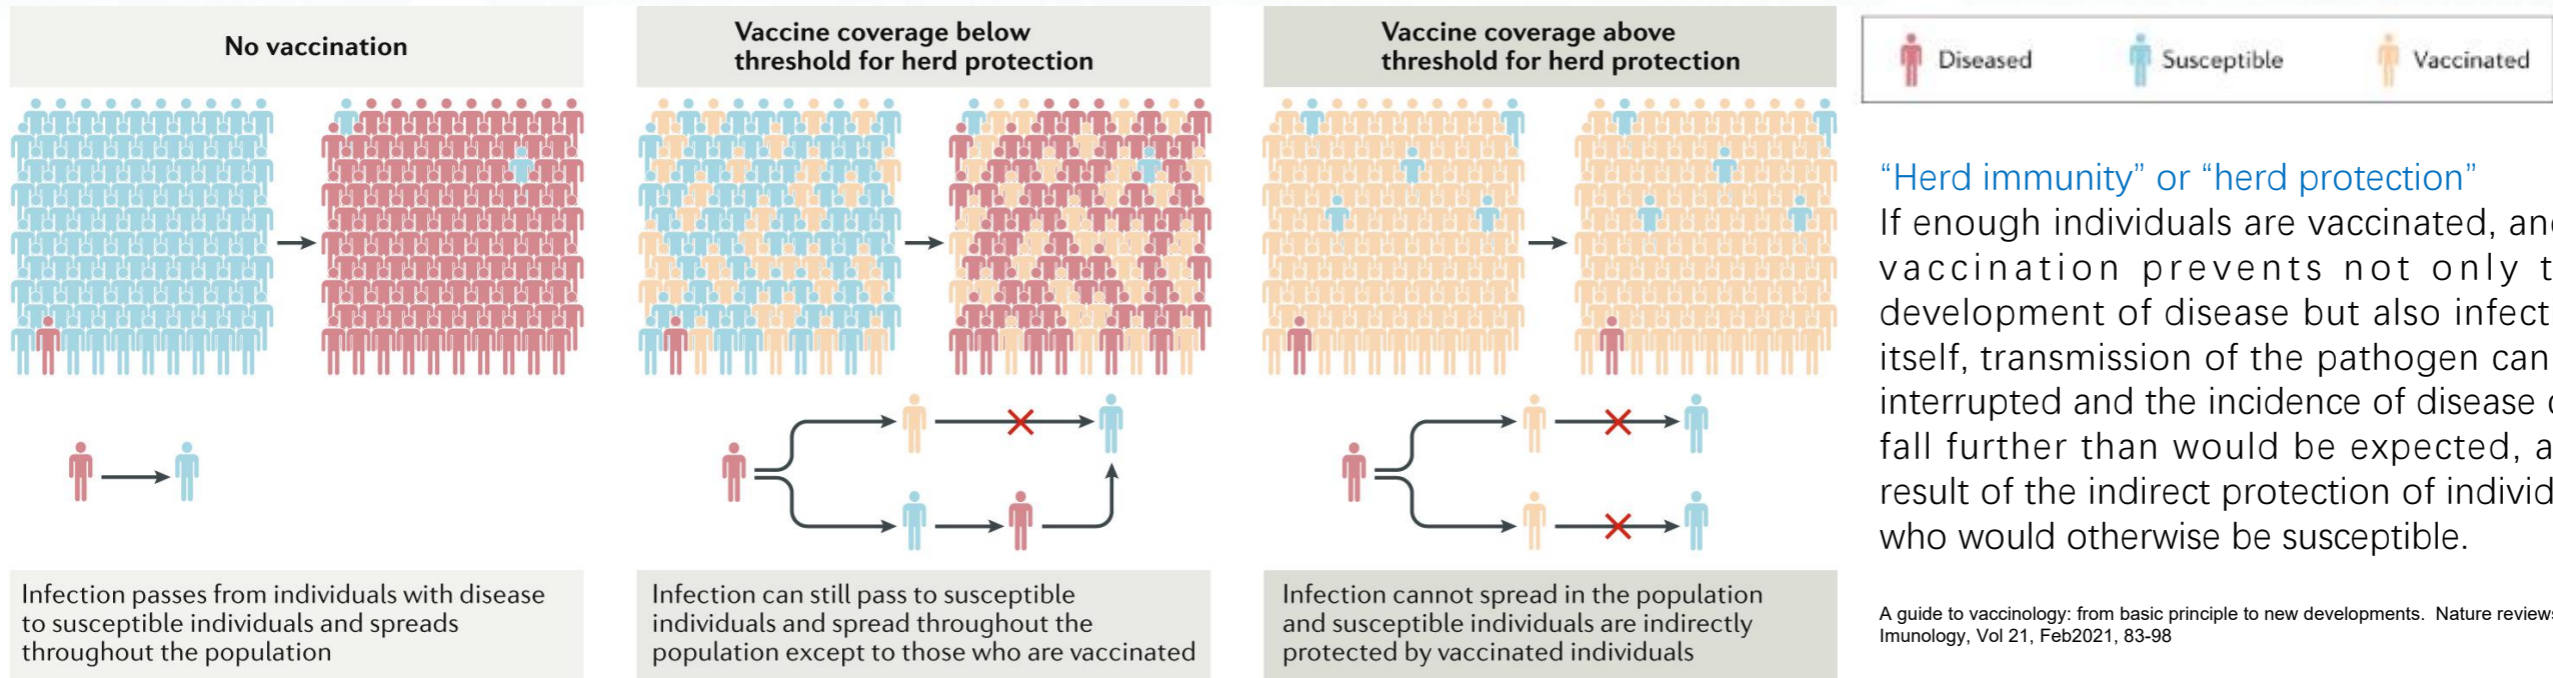 No vaccination
Infection passes from individuals with disease
to susceptible individuals and spreads
throughout the population
Vaccine coverage below
threshold for herd protection
Infection can still pass to susceptible
individuals and spread throughout the
population except to those who are vaccinated
Vaccine coverage above
threshold for herd protection
Infection cannot spread in the population
and susceptible individuals are indirectly
protected by vaccinated individuals
Diseased
Susceptible
Vaccinated
“Herd immunity” or “herd protection”
If enough individuals are vaccinated, and
vaccination prevents not only
development of disease but also
itself, transmission of the pathogen can
interrupted and the incidence of disease
fall further than would be expected,
result of the indirect protection of
who would otherwise be susceptible.
A guide to vaccinology: from basic principle to new developments. Nature reviews
Imunology, Vol 21, Feb2021, 83-98